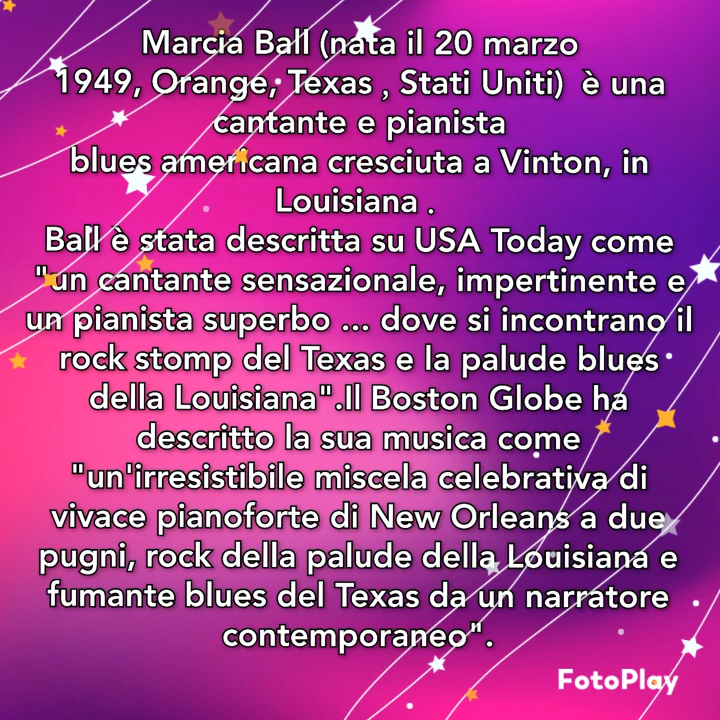 Marcia Ball (nata il 20 marzo
1949, Orange, Texas , Stati Uniti)  è una
cantante e pianista
blues americana cresciuta a Vinton, in
Louisiana .
Ball è stata descritta su USA Today come
"un cantante sensazionale, impertinente e
un pianista superbo ... dove si incontrano il
rock stomp del Texas e la palude blues
della Louisiana".Il Boston Globe ha
descritto la sua musica come
"un'irresistibile miscela celebrativa di
vivace pianoforte di New Orleans a due
pugni, rock della palude della Louisiana e
fumante blues del Texas da un narratore
contemporaneo".
FotoPlay